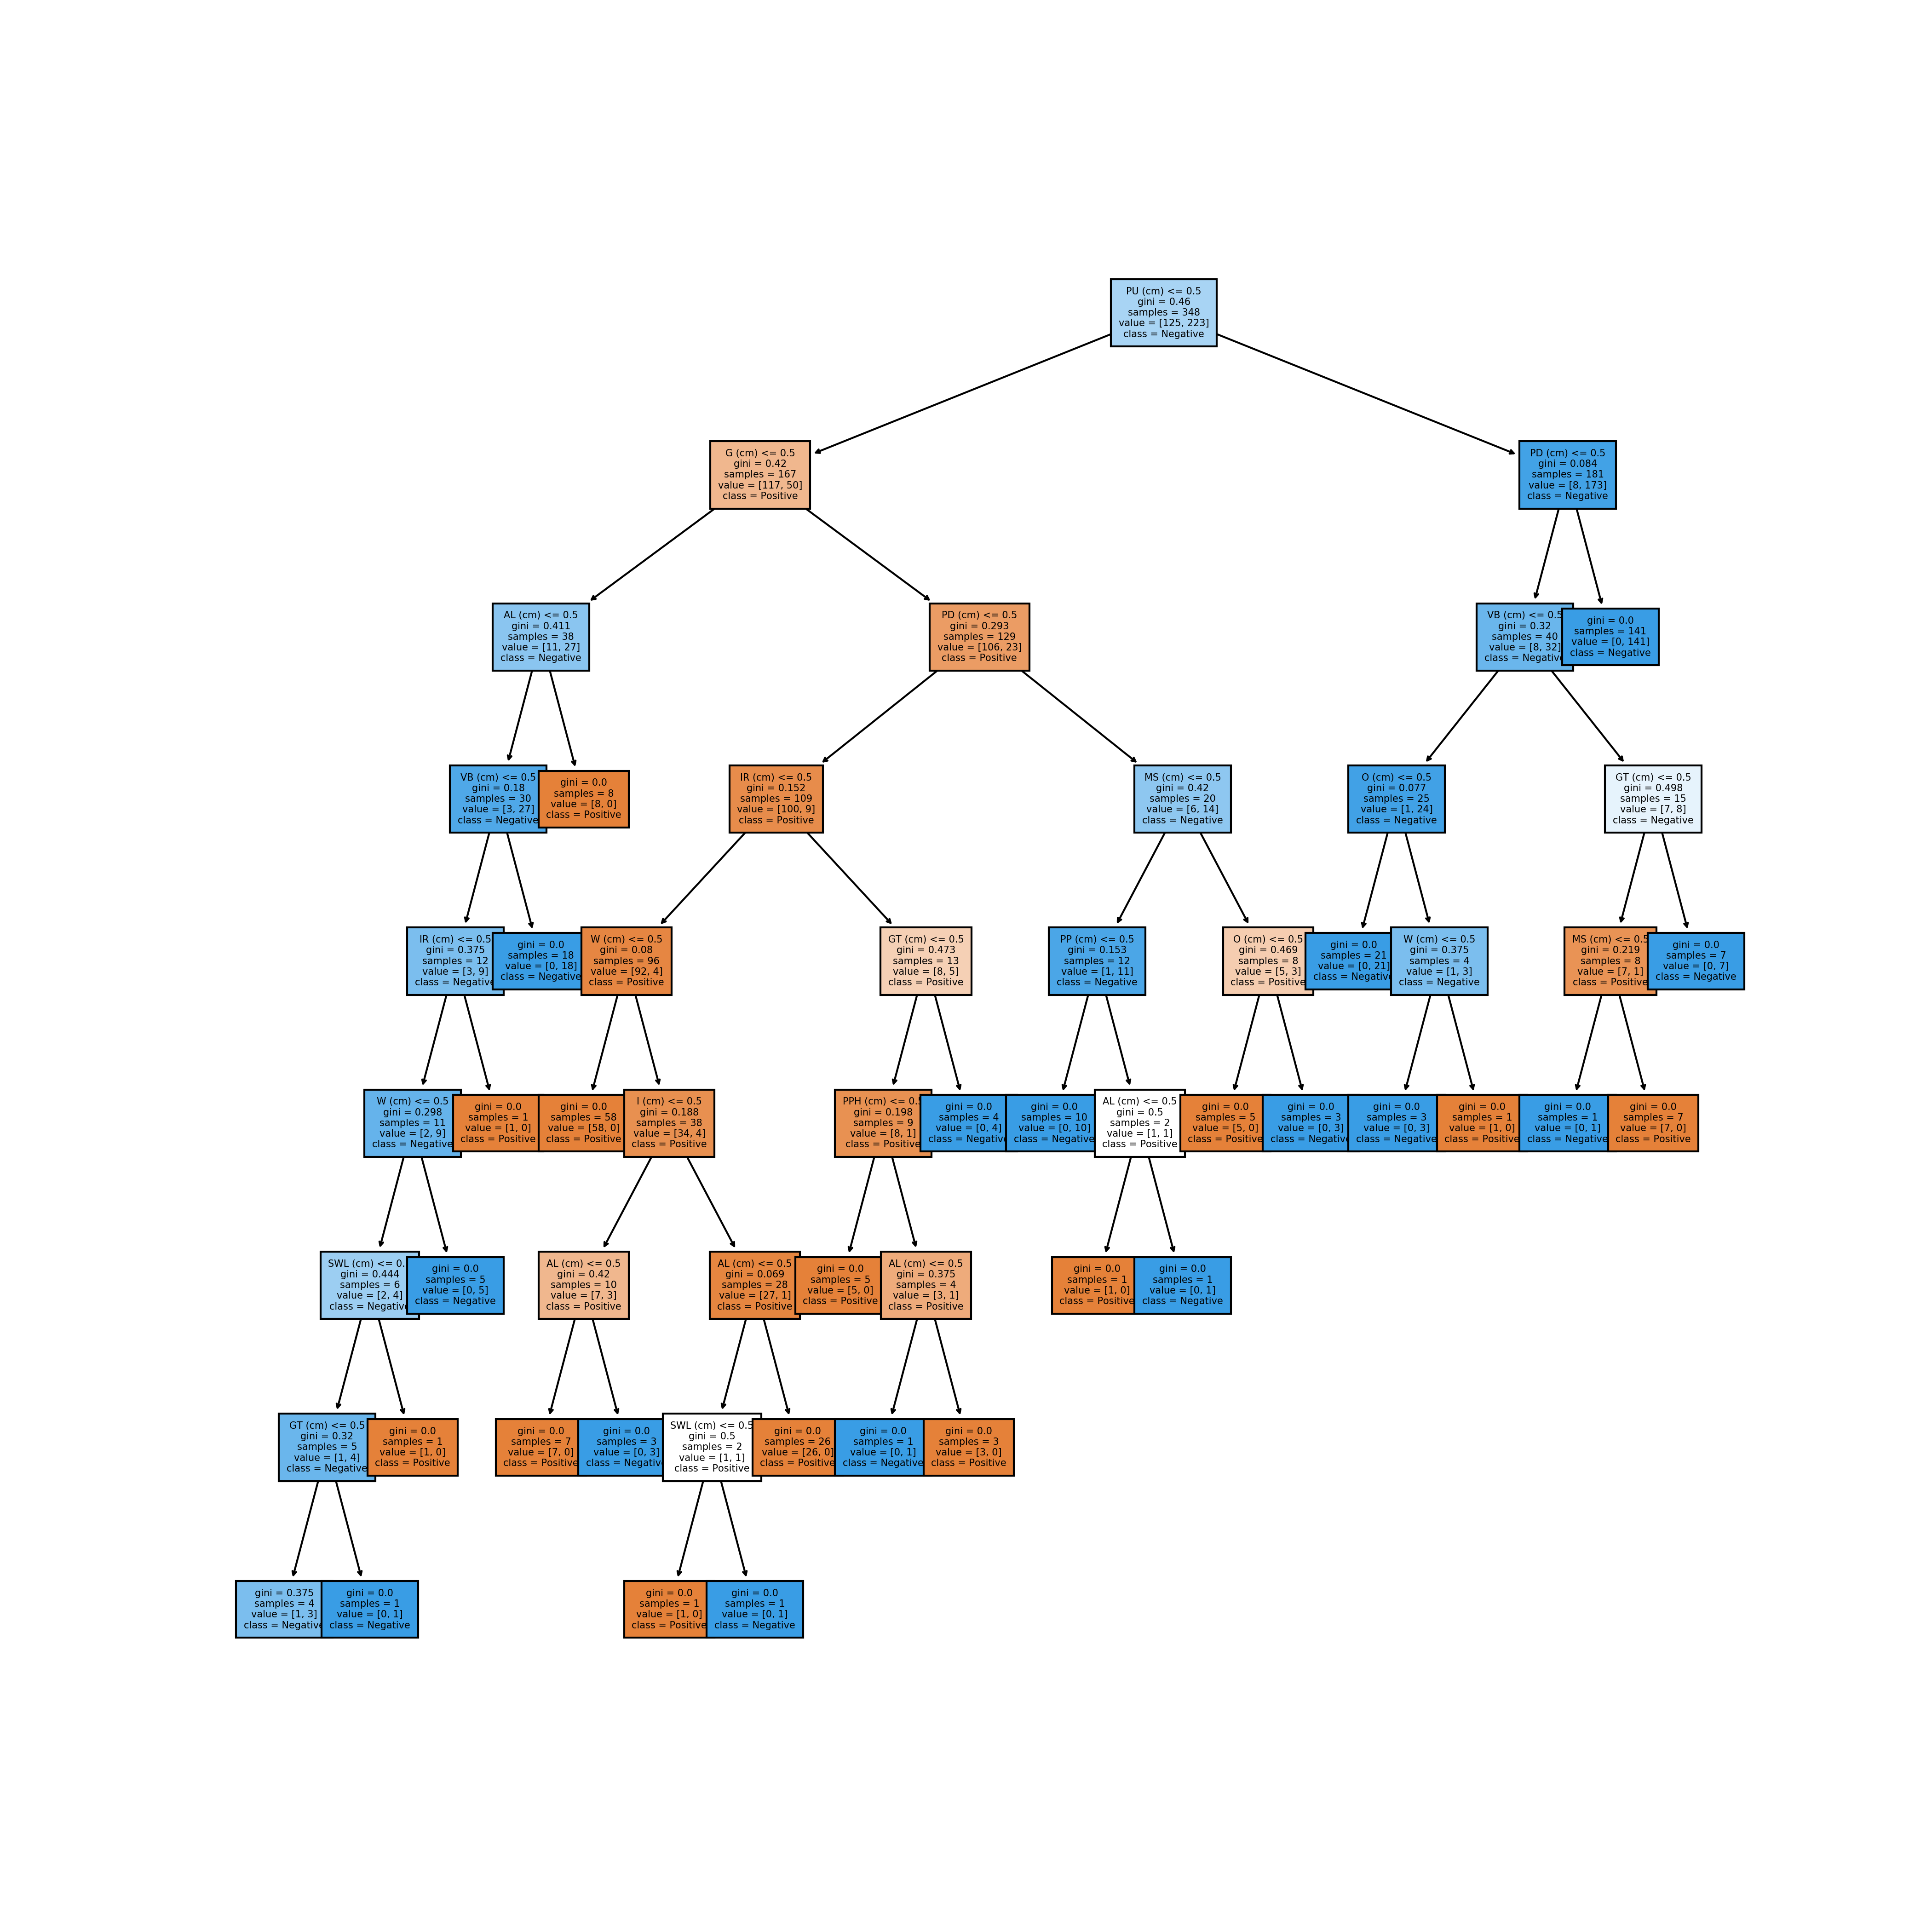 PU (cm) <= 0.5
gini = 0.46
samples = 348
value = [125, 223]
class = Negative
G (cm) <= 0.5
gini = 0.42
samples = 167
value = [117, 50]
class = Positive
PD (cm) <= 0.5
gini = 0.084
samples = 181
value = [8, 173]
class = Negative
AL (cm) <= 0.5
gini = 0.411
samples = 38
value = [11, 27]
class = Negative
PD (cm) <= 0.5
gini = 0.293
samples = 129
value = [106, 23]
class = Positive
VB (cm) <= 0.5
gini = 0.32
samples = 40
value = [8, 32]
class = Negative
gini = 0.0
samples = 141
value = [0, 141]
class = Negative
VB (cm) <= 0.5
gini = 0.18
samples = 30
value = [3, 27]
class = Negative
gini = 0.0
samples = 8
value = [8, 0]
class = Positive
IR (cm) <= 0.5
gini = 0.152
samples = 109
value = [100, 9]
class = Positive
MS (cm) <= 0.5
gini = 0.42
samples = 20
value = [6, 14]
class = Negative
O (cm) <= 0.5
gini = 0.077
samples = 25
value = [1, 24]
class = Negative
GT (cm) <= 0.5
gini = 0.498
samples = 15
value = [7, 8]
class = Negative
IR (cm) <= 0.5
gini = 0.375
samples = 12
value = [3, 9]
class = Negative
gini = 0.0
samples = 18
value = [0, 18]
class = Negative
W (cm) <= 0.5
gini = 0.08
samples = 96
value = [92, 4]
class = Positive
GT (cm) <= 0.5
gini = 0.473
samples = 13
value = [8, 5]
class = Positive
PP (cm) <= 0.5
gini = 0.153
samples = 12
value = [1, 11]
class = Negative
O (cm) <= 0.5
gini = 0.469
samples = 8
value = [5, 3]
class = Positive
gini = 0.0
samples = 21
value = [0, 21]
class = Negative
W (cm) <= 0.5
gini = 0.375
samples = 4
value = [1, 3]
class = Negative
MS (cm) <= 0.5
gini = 0.219
samples = 8
value = [7, 1]
class = Positive
gini = 0.0
samples = 7
value = [0, 7]
class = Negative
W (cm) <= 0.5
gini = 0.298
samples = 11
value = [2, 9]
class = Negative
gini = 0.0
samples = 1
value = [1, 0]
class = Positive
gini = 0.0
samples = 58
value = [58, 0]
class = Positive
I (cm) <= 0.5
gini = 0.188
samples = 38
value = [34, 4]
class = Positive
PPH (cm) <= 0.5
gini = 0.198
samples = 9
value = [8, 1]
class = Positive
gini = 0.0
samples = 4
value = [0, 4]
class = Negative
gini = 0.0
samples = 10
value = [0, 10]
class = Negative
AL (cm) <= 0.5
gini = 0.5
samples = 2
value = [1, 1]
class = Positive
gini = 0.0
samples = 5
value = [5, 0]
class = Positive
gini = 0.0
samples = 3
value = [0, 3]
class = Negative
gini = 0.0
samples = 3
value = [0, 3]
class = Negative
gini = 0.0
samples = 1
value = [1, 0]
class = Positive
gini = 0.0
samples = 1
value = [0, 1]
class = Negative
gini = 0.0
samples = 7
value = [7, 0]
class = Positive
SWL (cm) <= 0.
gini = 0.444
samples = 6
value = [2, 4]
class = Negative
gini = 0.0
samples = 5
value = [0, 5]
class = Negative
AL (cm) <= 0.5
gini = 0.42
samples = 10
value = [7, 3]
class = Positive
AL (cm) <= 0.5
gini = 0.069
samples = 28
value = [27, 1]
class = Positive
gini = 0.0
samples = 5
value = [5, 0]
class = Positive
AL (cm) <= 0.5
gini = 0.375
samples = 4
value = [3, 1]
class = Positive
gini = 0.0
samples = 1
value = [1, 0]
class = Positive
gini = 0.0
samples = 1
value = [0, 1]
class = Negative
GT (cm) <= 0.5
gini = 0.32
samples = 5
value = [1, 4]
class = Negative
gini = 0.0
samples = 1
value = [1, 0]
class = Positive
gini = 0.0
samples = 7
value = [7, 0]
class = Positive
gini = 0.0
samples = 3
value = [0, 3]
class = Negative
SWL (cm) <= 0.5
gini = 0.5
samples = 2
value = [1, 1]
class = Positive
gini = 0.0
samples = 26
value = [26, 0]
class = Positive
gini = 0.0
samples = 1
value = [0, 1]
class = Negative
gini = 0.0
samples = 3
value = [3, 0]
class = Positive
gini = 0.375
samples = 4
value = [1, 3]
class = Negative
gini = 0.0
samples = 1
value = [0, 1]
class = Negative
gini = 0.0
samples = 1
value = [1, 0]
class = Positive
gini = 0.0
samples = 1
value = [0, 1]
class = Negative